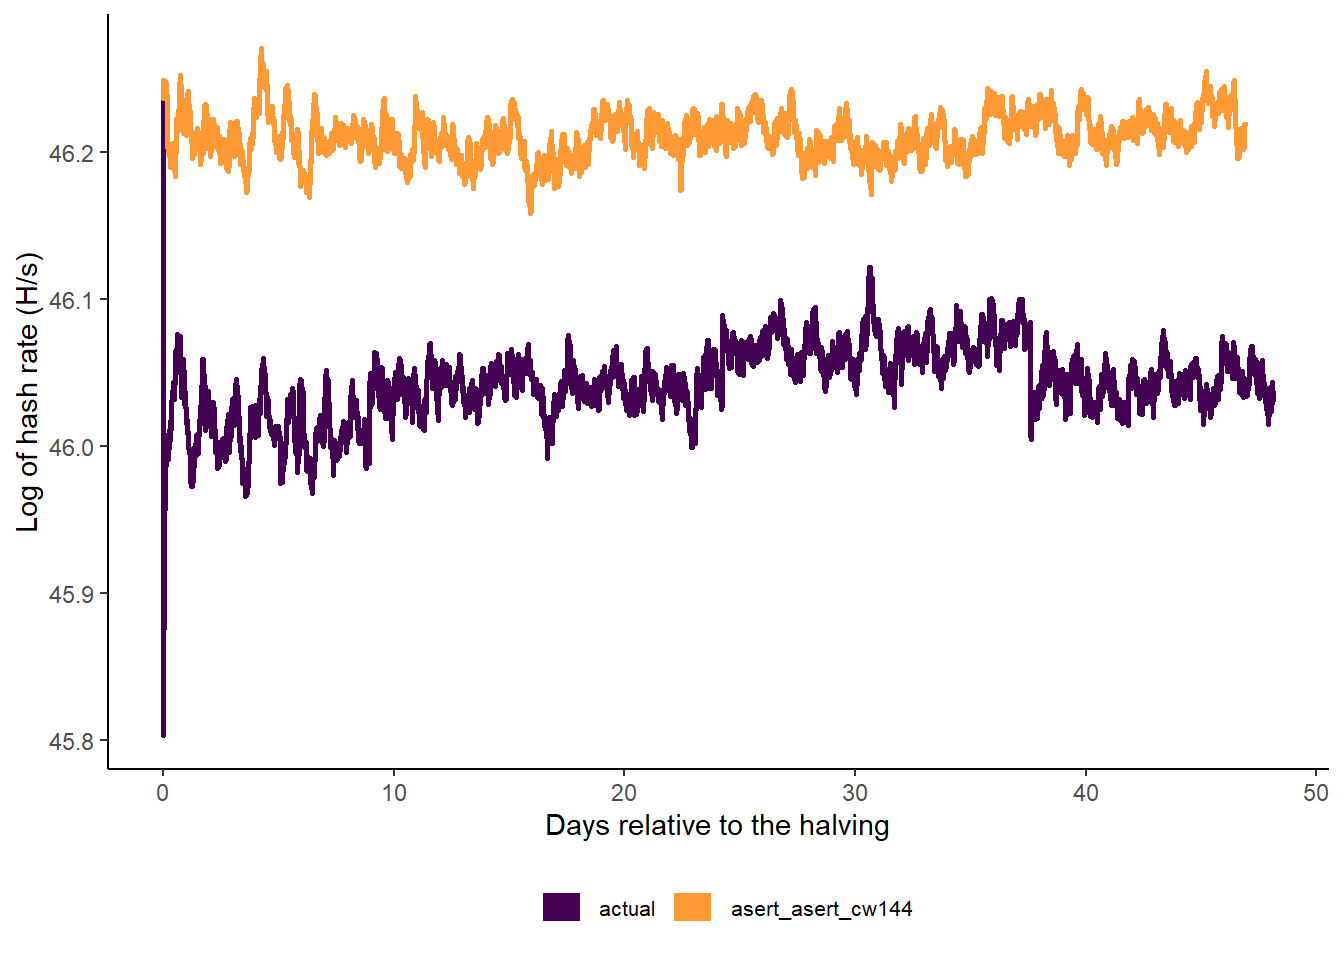 Log of hash rate (H/s)
46.2
46.1
46.0
45.9
45.8
0 10 20 30 40 50
Days relative to the halving
actual asert_asert_cw144